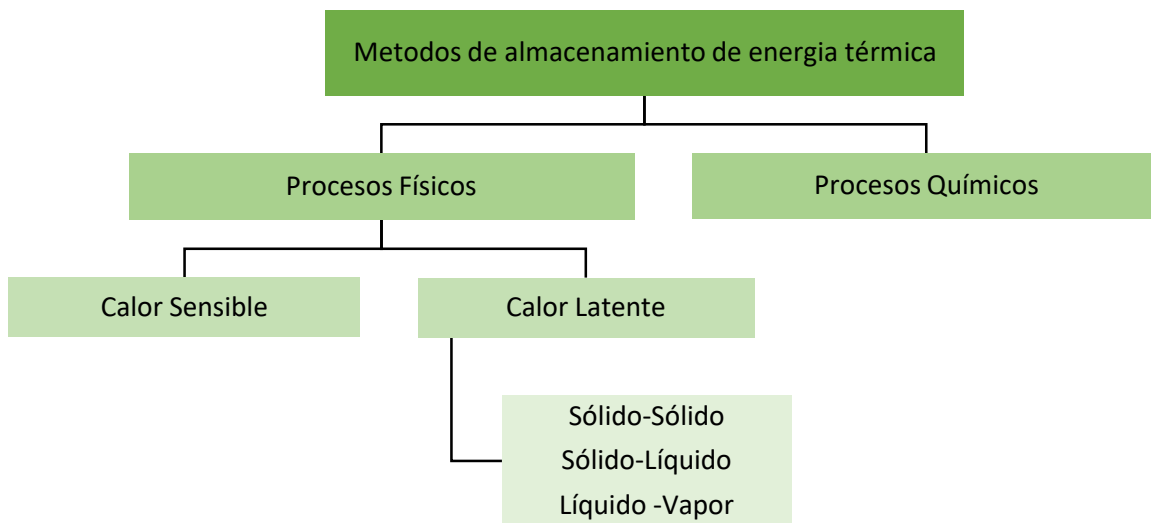 Metodos de almacenamiento de energia térmica
Procesos Físicos
Procesos Químicos
Calor Sensible
Calor Latente
Sólido-Sólido
Sólido-Líquido
Líquido -Vapor